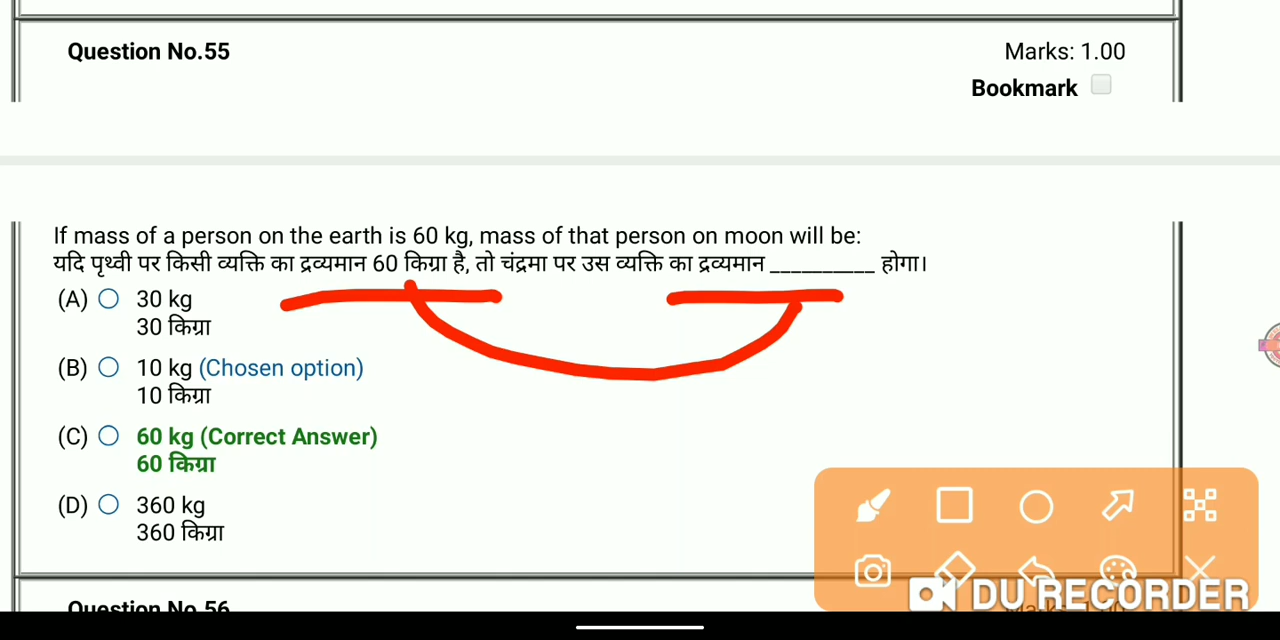 Question No.55
Marks: 1.00
Bookmark
If mass of a person on the earth is 60 kg, mass of that person on moon will be:
यदि पृथ्वी पर किसी व्यक्ति का द्रव्यमान 60 किग्रा है, तो चंद्रमा पर उस व्यक्ति का द्रव्यमान __________ होगा।
(A) 30 kg
30 किग्रा
(B) 10 kg (Chosen option)
10 किग्रा
(C) 60 kg (Correct Answer)
60 किग्रा
(D) 360 kg
360 किग्रा
Question No.56
DU RECORDER